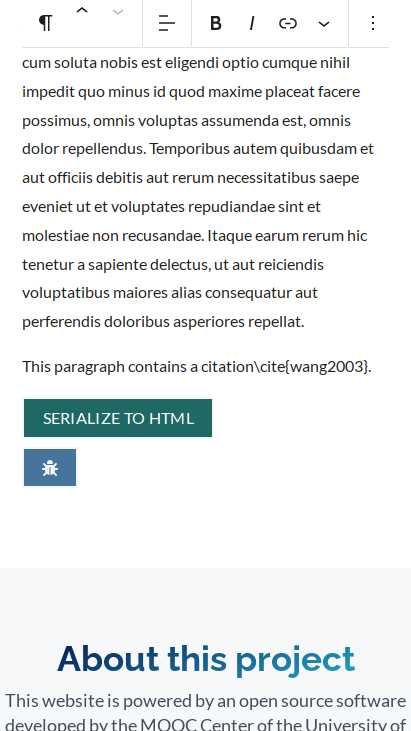 ¶ B I
cum soluta nobis est eligendi optio cumque nihil
impedit quo minus id quod maxime placeat facere
possimus, omnis voluptas assumenda est, omnis
dolor repellendus. Temporibus autem quibusdam et
aut officiis debitis aut rerum necessitatibus saepe
eveniet ut et voluptates repudiandae sint et
molestiae non recusandae. Itaque earum rerum hic
tenetur a sapiente delectus, ut aut reiciendis
voluptatibus maiores alias consequatur aut
perferendis doloribus asperiores repellat.
This paragraph contains a citation\cite{wang2003}.
SERIALIZE TO HTML
About this project
This website is powered by an open source software
developed by the MOOC Center of the University of